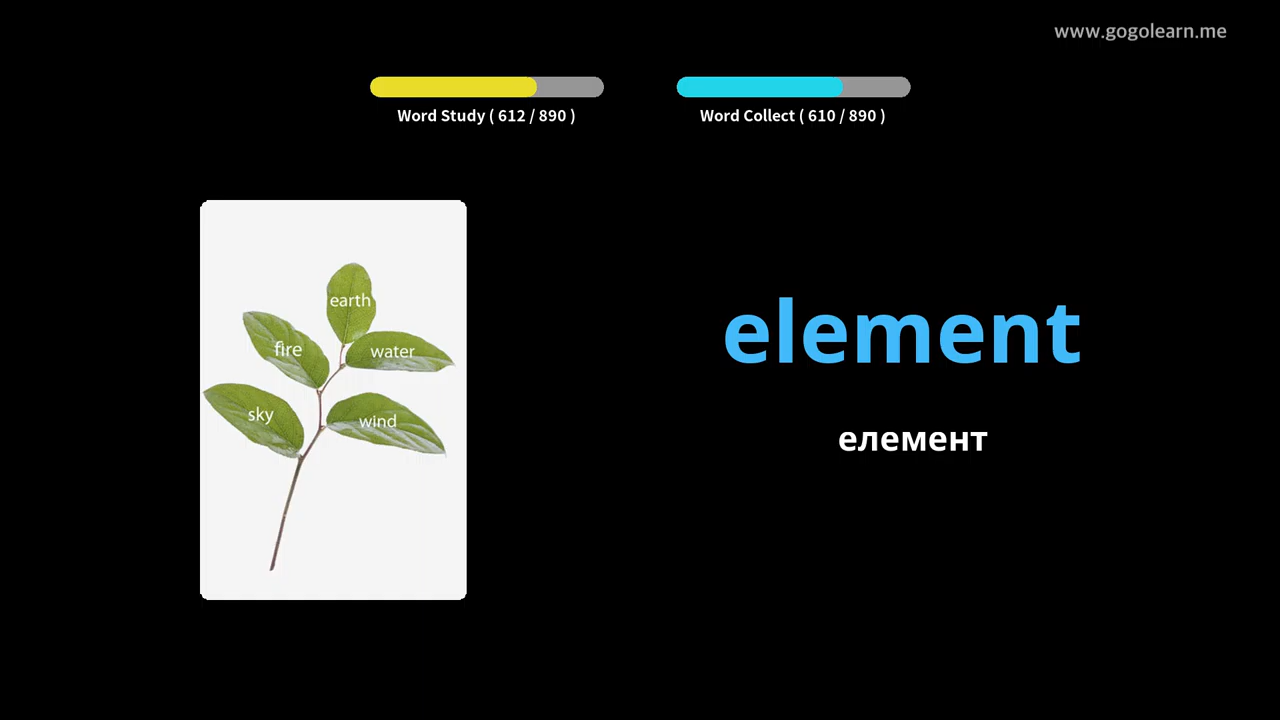 www.gogolearn.me
Word Study ( 612 / 890 )
Word Collect ( 610 / 890 )
earth
fire
water
sky
wind
element
елемент